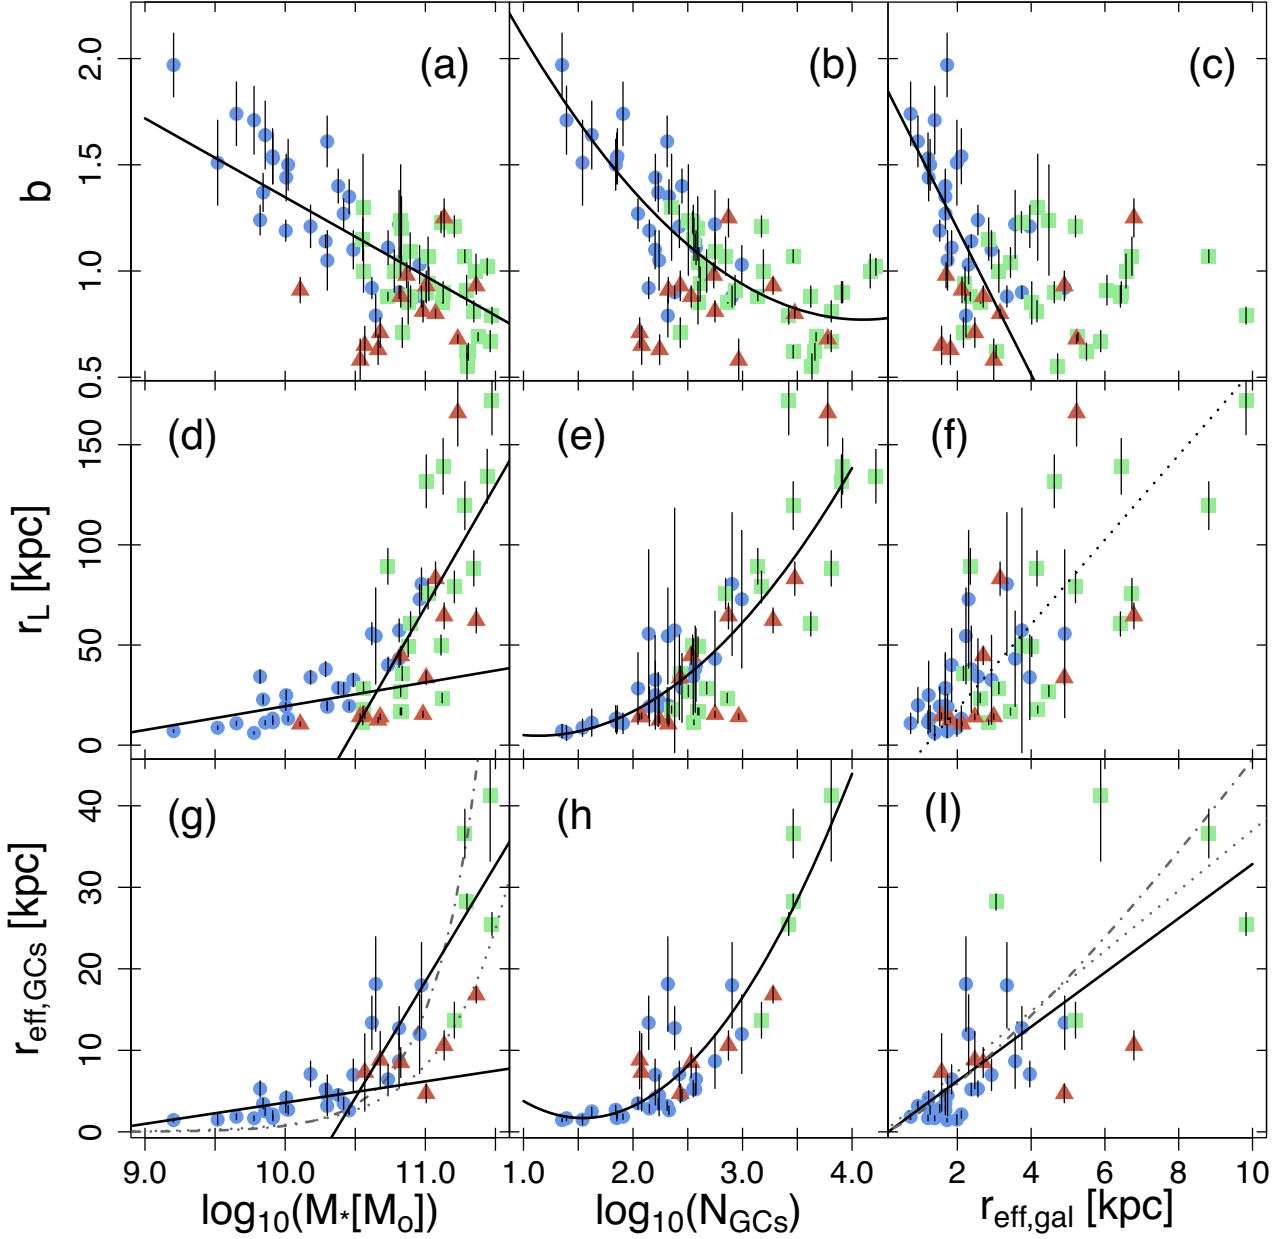 (a) (b) (c)
b
0.5 1.0 1.5 2.0
(d) (e) (f)
r_L [kpc]
0 50 100 150
(g) (h) (I)
r_eff,GCs [kpc]
0 10 20 30 40
9.0 10.0 11.0 1.0 2.0 3.0 4.0 2 4 6 8 10
log₁₀(M*[M_o]) log₁₀(N_GCs) r_eff,gal [kpc]